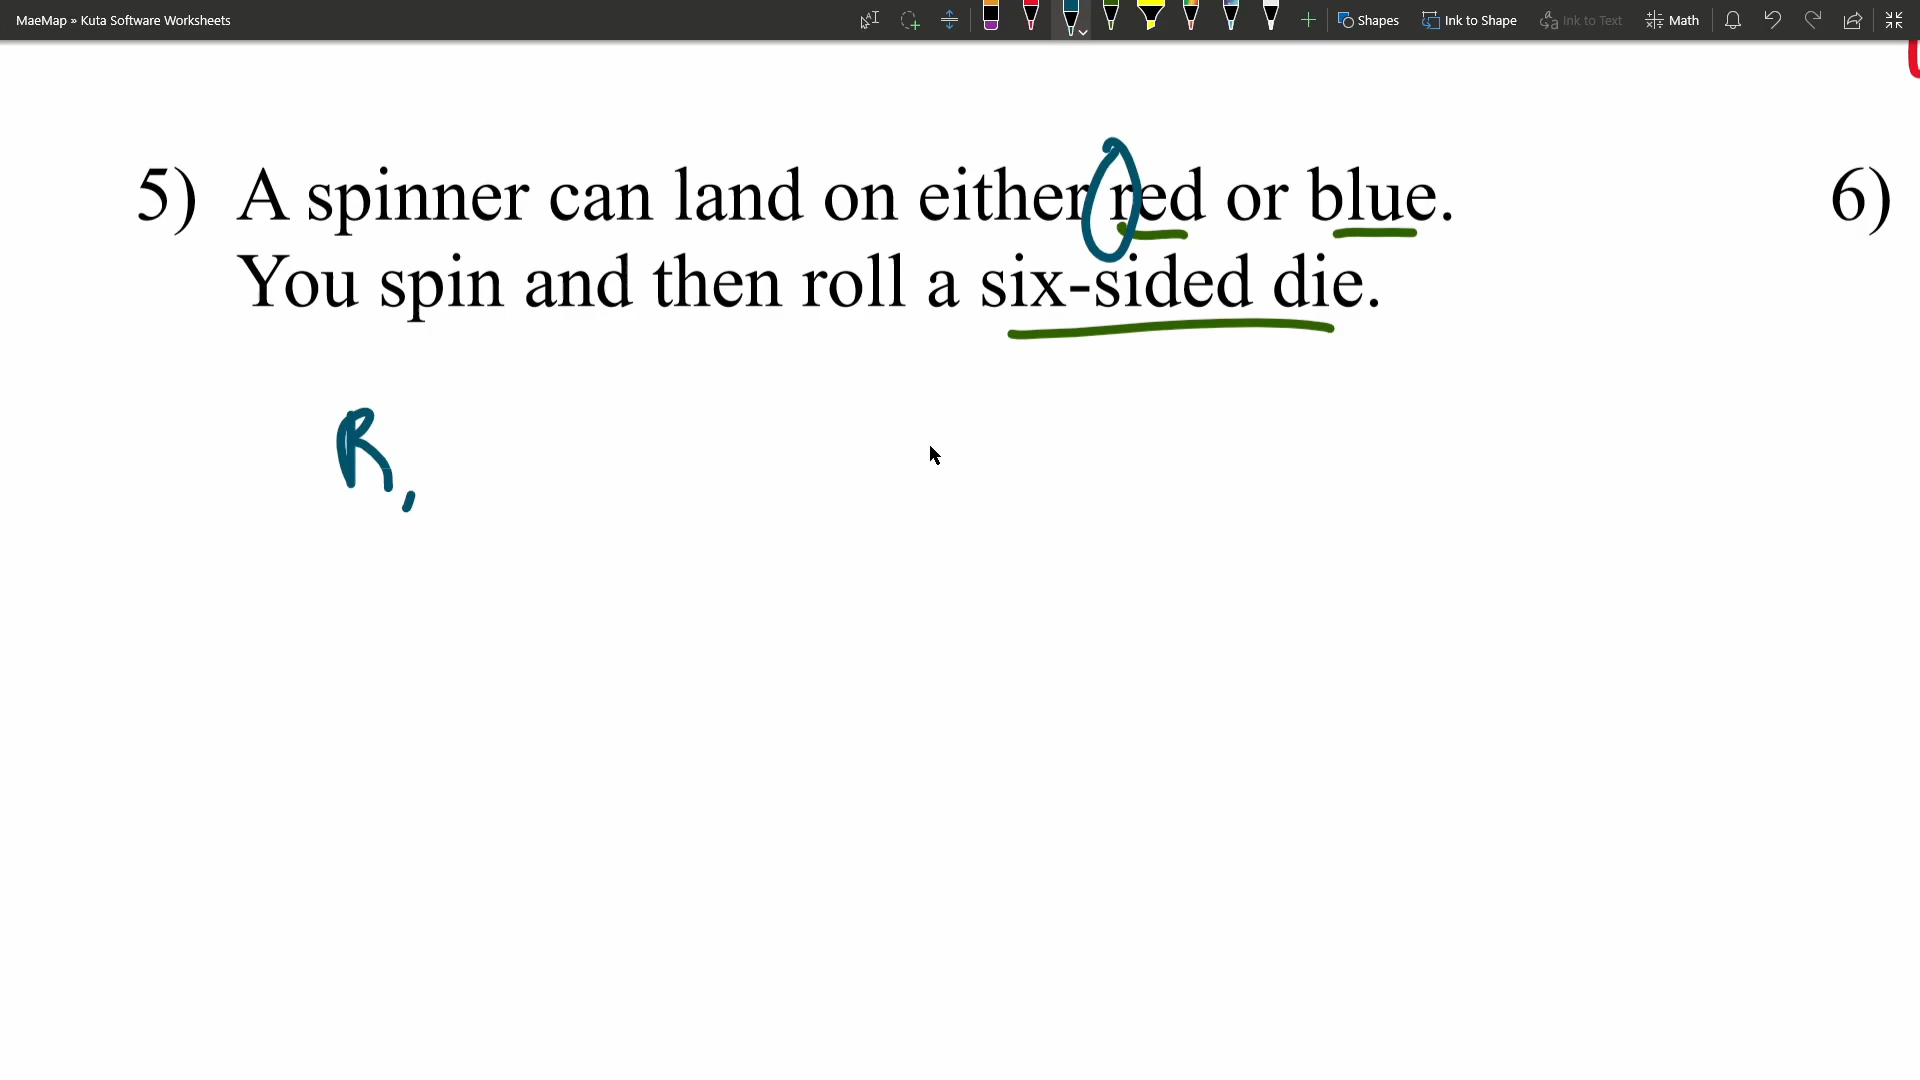 MaeMap » Kuta Software Worksheets
Shapes
Ink to Shape
Ink to Text
Math
5) A spinner can land on either red or blue.
You spin and then roll a six-sided die.
6)
R,